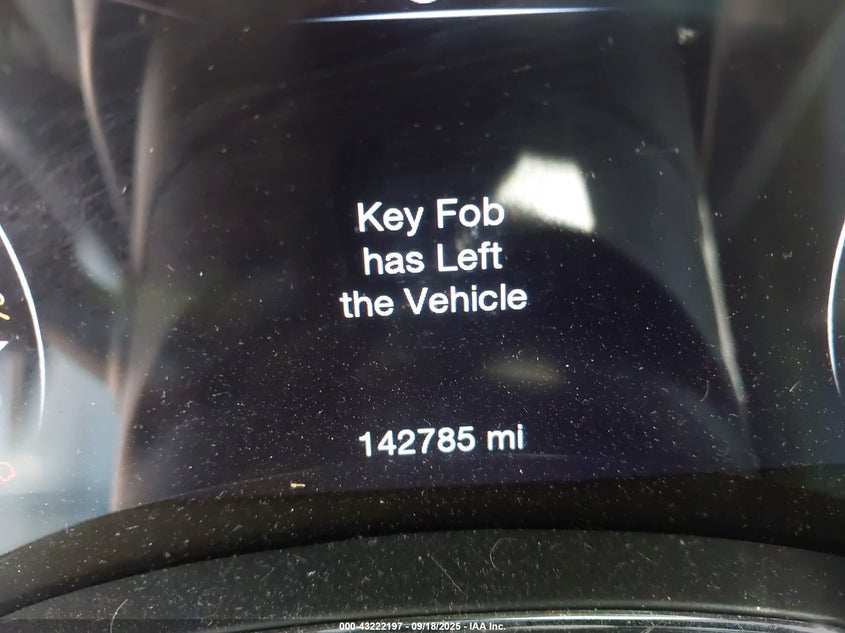 Key Fob
has Left
the Vehicle
142785 mi
000-43222197 - 09/18/2025 - IAA Inc.